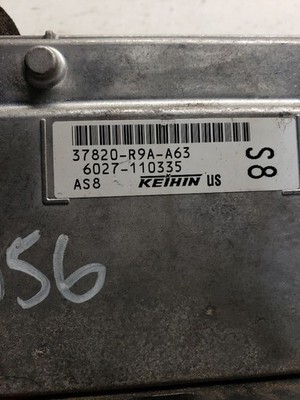 37820-R9A-A63
6027-110335
AS8 KEIHIN US
S8
56